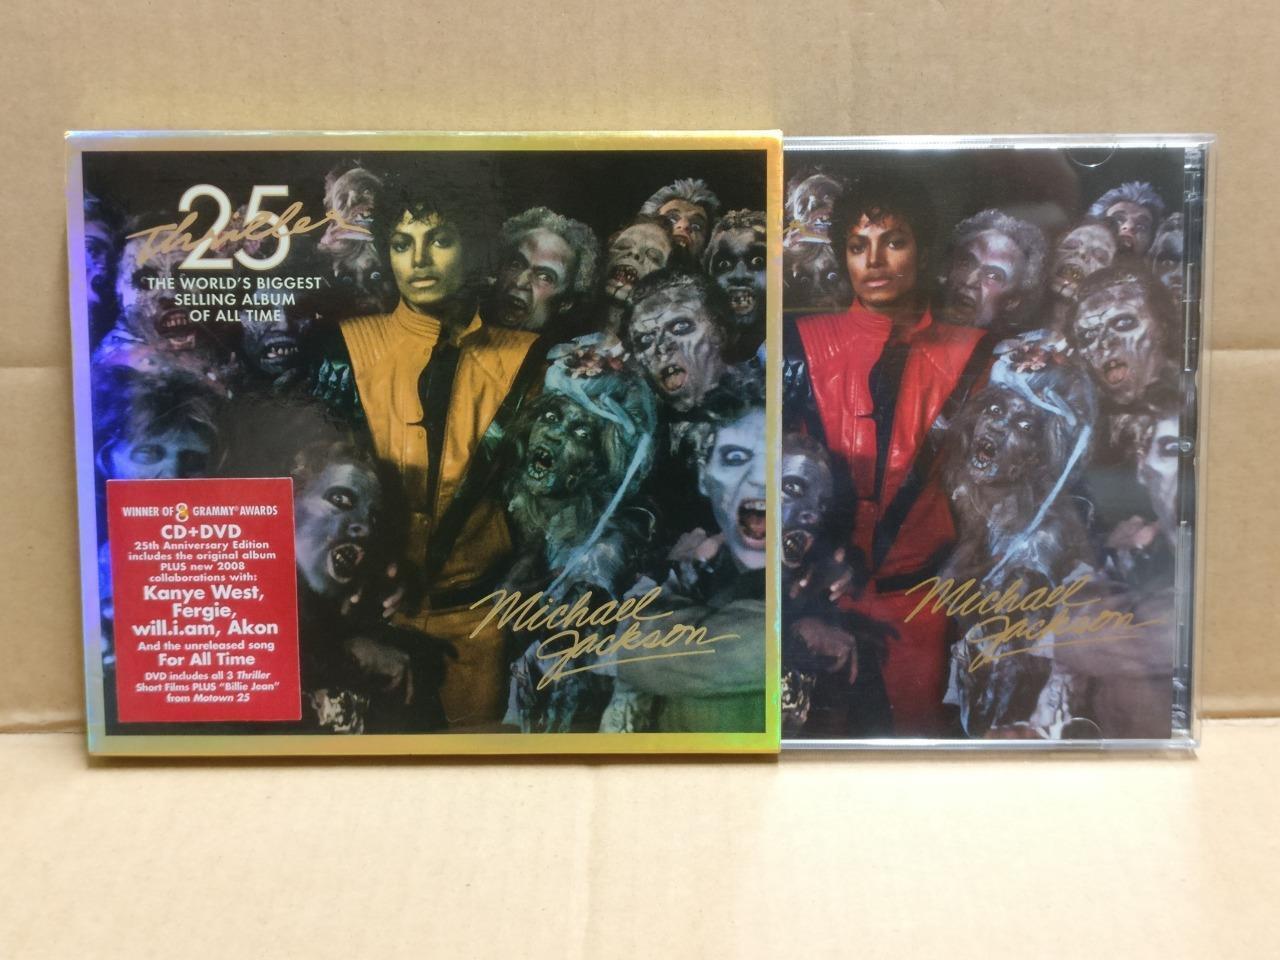 25
Thriller
THE WORLD'S BIGGEST
SELLING ALBUM
OF ALL TIME
WINNER OF 8 GRAMMY® AWARDS
CD+DVD
25th Anniversary Edition
includes the original album
PLUS new 2008
collaborations with:
Kanye West,
Fergie,
will.i.am, Akon
And the unreleased song
For All Time
DVD includes all 3 Thriller
Short Films PLUS "Billie Jean"
from Motown 25
Michael
Jackson
Michael
Jackson